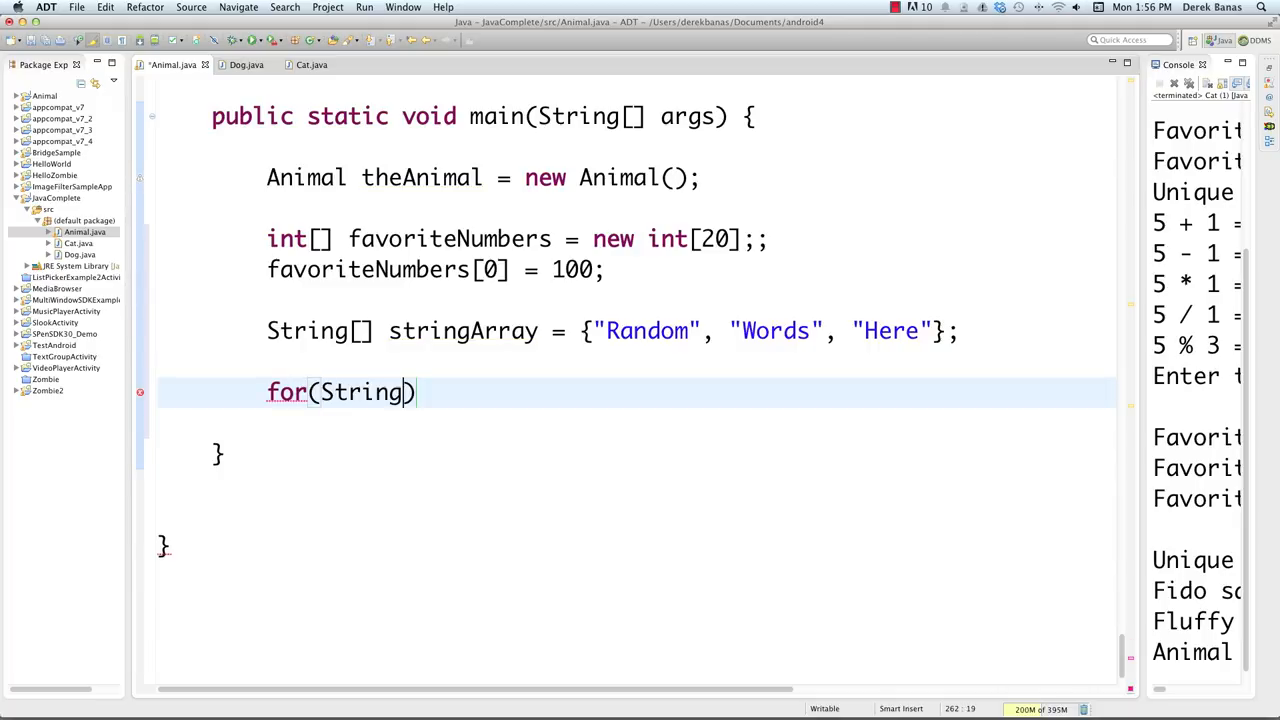 ADT File Edit Refactor Source Navigate Search Project Run Window Help 10 Mon 1:56 PM Derek Banas
Java – JavaComplete/src/Animal.java – ADT – /Users/derekbanas/Documents/android4
Quick Access Java DDMS
Package Exp
*Animal.java Dog.java Cat.java
Console
<terminated> Cat (1) [Java
Animal
appcompat_v7
appcompat_v7_2
appcompat_v7_3
appcompat_v7_4
BridgeSample
HelloWorld
HelloZombie
ImageFilterSampleApp
JavaComplete
src
(default package)
Animal.java
Cat.java
Dog.java
JRE System Library [Ja
ListPickerExample2Activi
MediaBrowser
MultiWindowSDKExample
MusicPlayerActivity
SlookActivity
SPenSDK30_Demo
TestAndroid
TextGroupActivity
VideoPlayerActivity
Zombie
Zombie2
public static void main(String[] args) {
Animal theAnimal = new Animal();
int[] favoriteNumbers = new int[20];;
favoriteNumbers[0] = 100;
String[] stringArray = {"Random", "Words", "Here"};
for(String)
}
}
Favorit
Favorit
Unique
5 + 1 =
5 - 1 =
5 * 1 =
5 / 1 =
5 % 3 =
Enter t
Favorit
Favorit
Favorit
Unique
Fido sa
Fluffy
Animal
Writable Smart Insert 262 : 19 200M of 395M